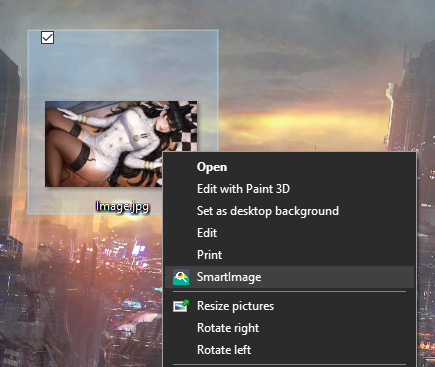 Image.jpg
Open
Edit with Paint 3D
Set as desktop background
Edit
Print
SmartImage
Resize pictures
Rotate right
Rotate left